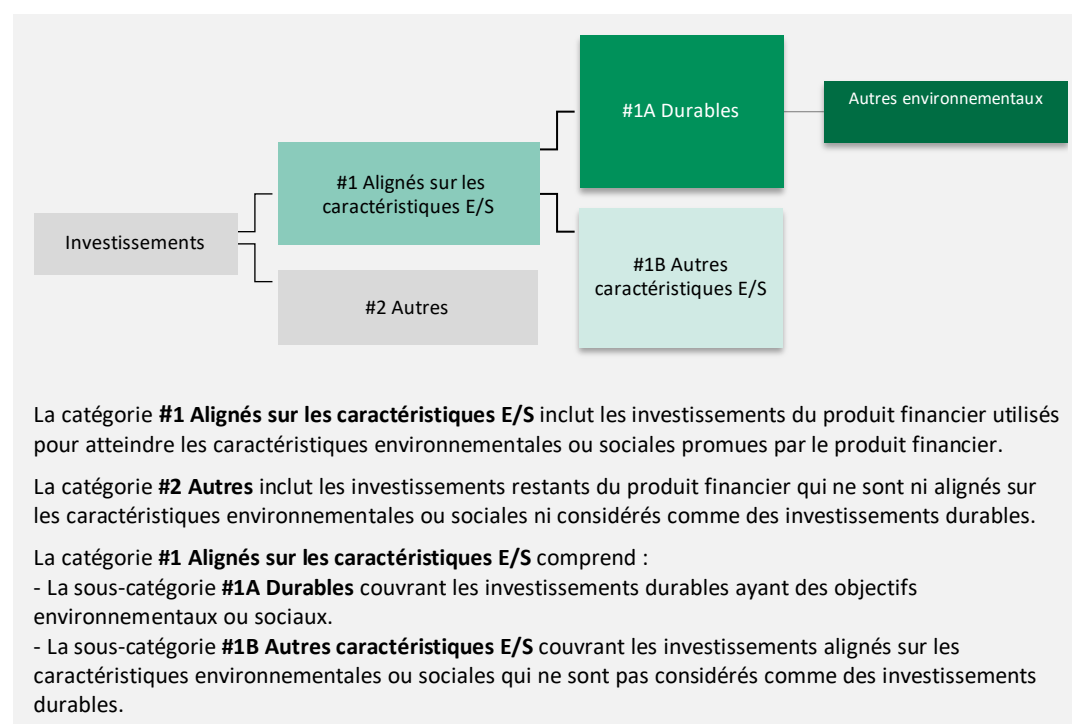 #1A Durables
Autres environnementaux
#1 Alignés sur les
caractéristiques E/S
Investissements
#1B Autres
caractéristiques E/S
#2 Autres
La catégorie #1 Alignés sur les caractéristiques E/S inclut les investissements du produit financier utilisés
pour atteindre les caractéristiques environnementales ou sociales promues par le produit financier.
La catégorie #2 Autres inclut les investissements restants du produit financier qui ne sont ni alignés sur
les caractéristiques environnementales ou sociales ni considérés comme des investissements durables.
La catégorie #1 Alignés sur les caractéristiques E/S comprend :
- La sous-catégorie #1A Durables couvrant les investissements durables ayant des objectifs
environnementaux ou sociaux.
- La sous-catégorie #1B Autres caractéristiques E/S couvrant les investissements alignés sur les
caractéristiques environnementales ou sociales qui ne sont pas considérés comme des investissements
durables.